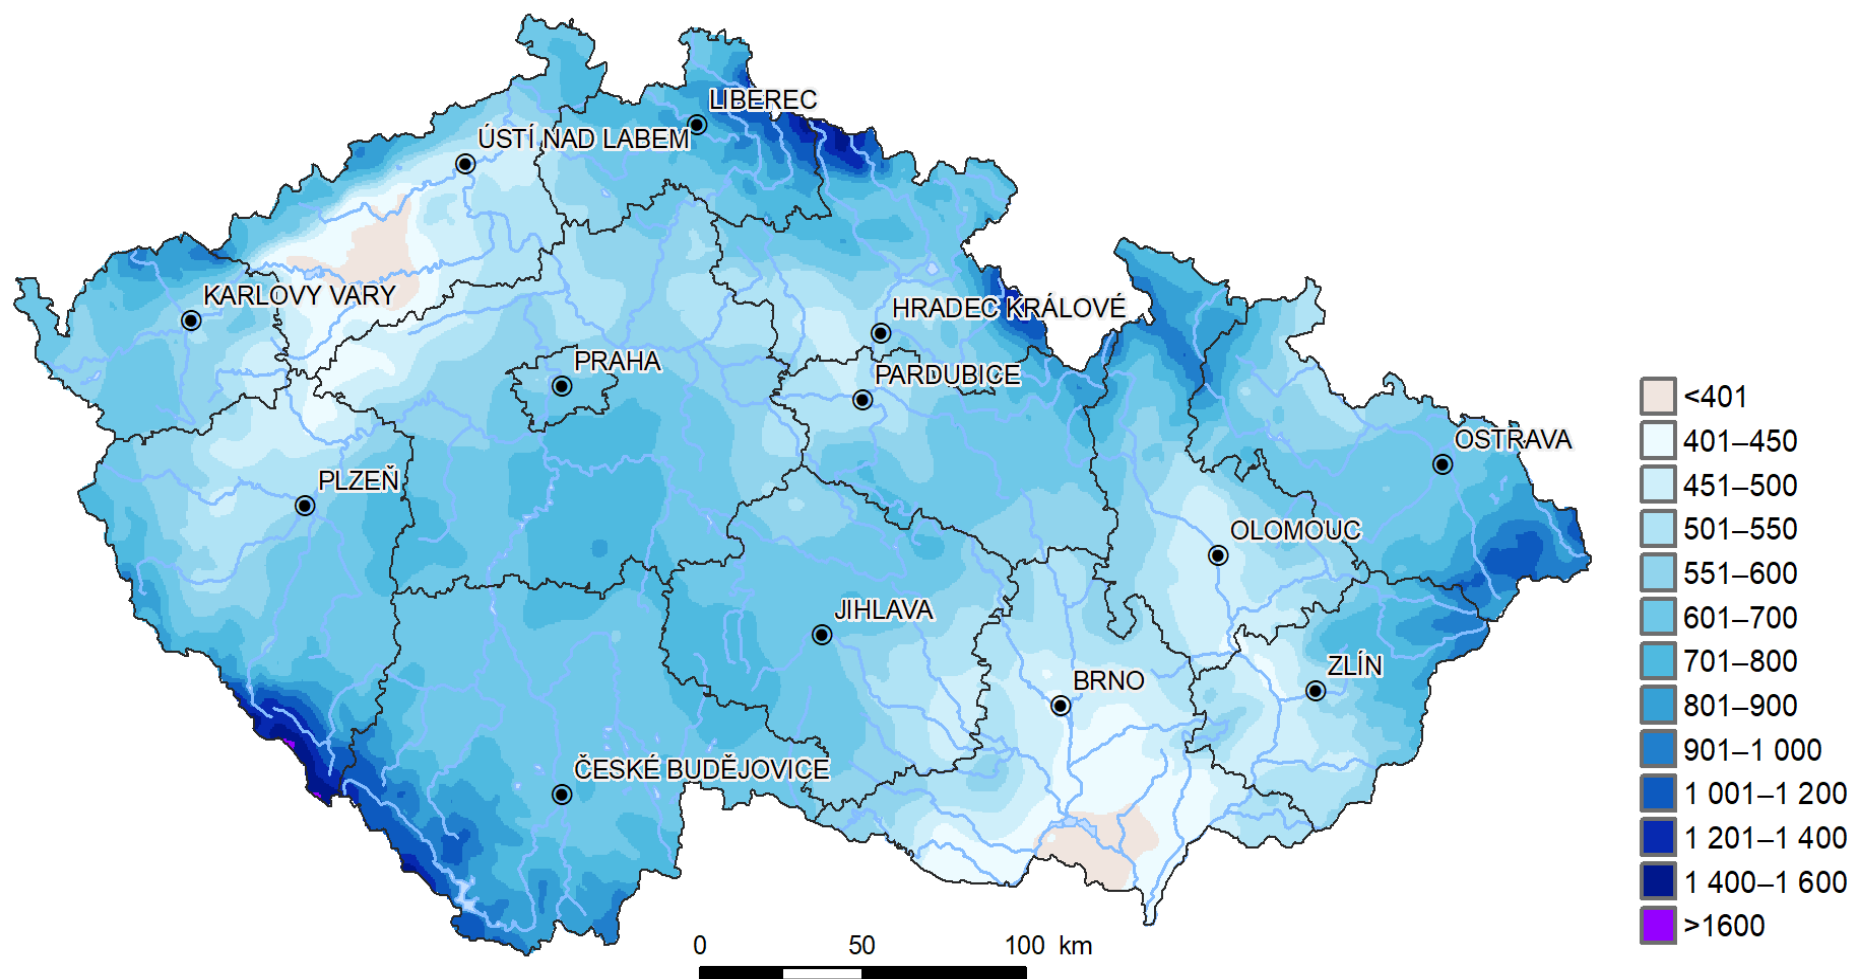 LIBEREC
ÚSTÍ NAD LABEM
KARLOVY VARY
HRADEC KRÁLOVÉ
PRAHA
PARDUBICE
OSTRAVA
PLZEŇ
OLOMOUC
JIHLAVA
ZLÍN
BRNO
ČESKÉ BUDĚJOVICE
<401
401–450
451–500
501–550
551–600
601–700
701–800
801–900
901–1 000
1 001–1 200
1 201–1 400
1 400–1 600
>1600
0 50 100 km